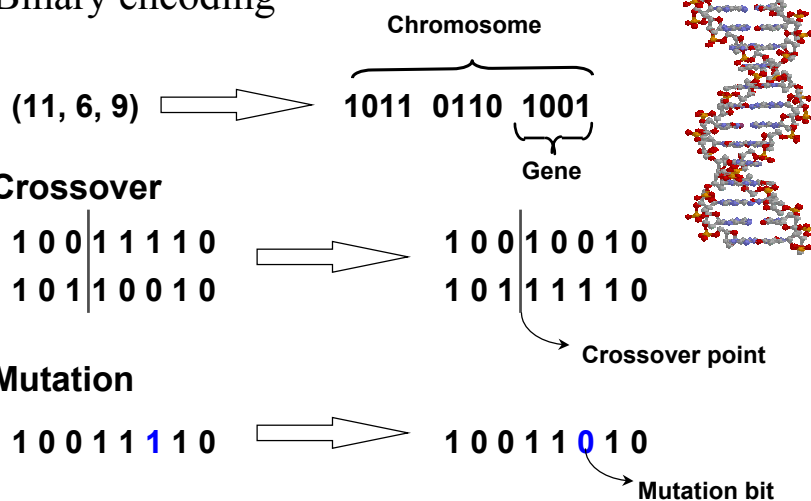 Binary encoding
Chromosome
(11, 6, 9) 1011 0110 1001
Gene
Crossover
1 0 0 1 1 1 1 0 1 0 0 1 0 0 1 0
1 0 1 1 0 0 1 0 1 0 1 1 1 1 1 0
Crossover point
Mutation
1 0 0 1 1 1 1 0 1 0 0 1 1 0 1 0
Mutation bit